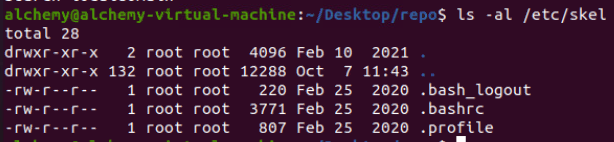 alchemy@alchemy-virtual-machine:~/Desktop/repo$ ls -al /etc/skel
total 28
drwxr-xr-x 2 root root 4096 Feb 10 2021 .
drwxr-xr-x 132 root root 12288 Oct 7 11:43 ..
-rw-r--r-- 1 root root 220 Feb 25 2020 .bash_logout
-rw-r--r-- 1 root root 3771 Feb 25 2020 .bashrc
-rw-r--r-- 1 root root 807 Feb 25 2020 .profile